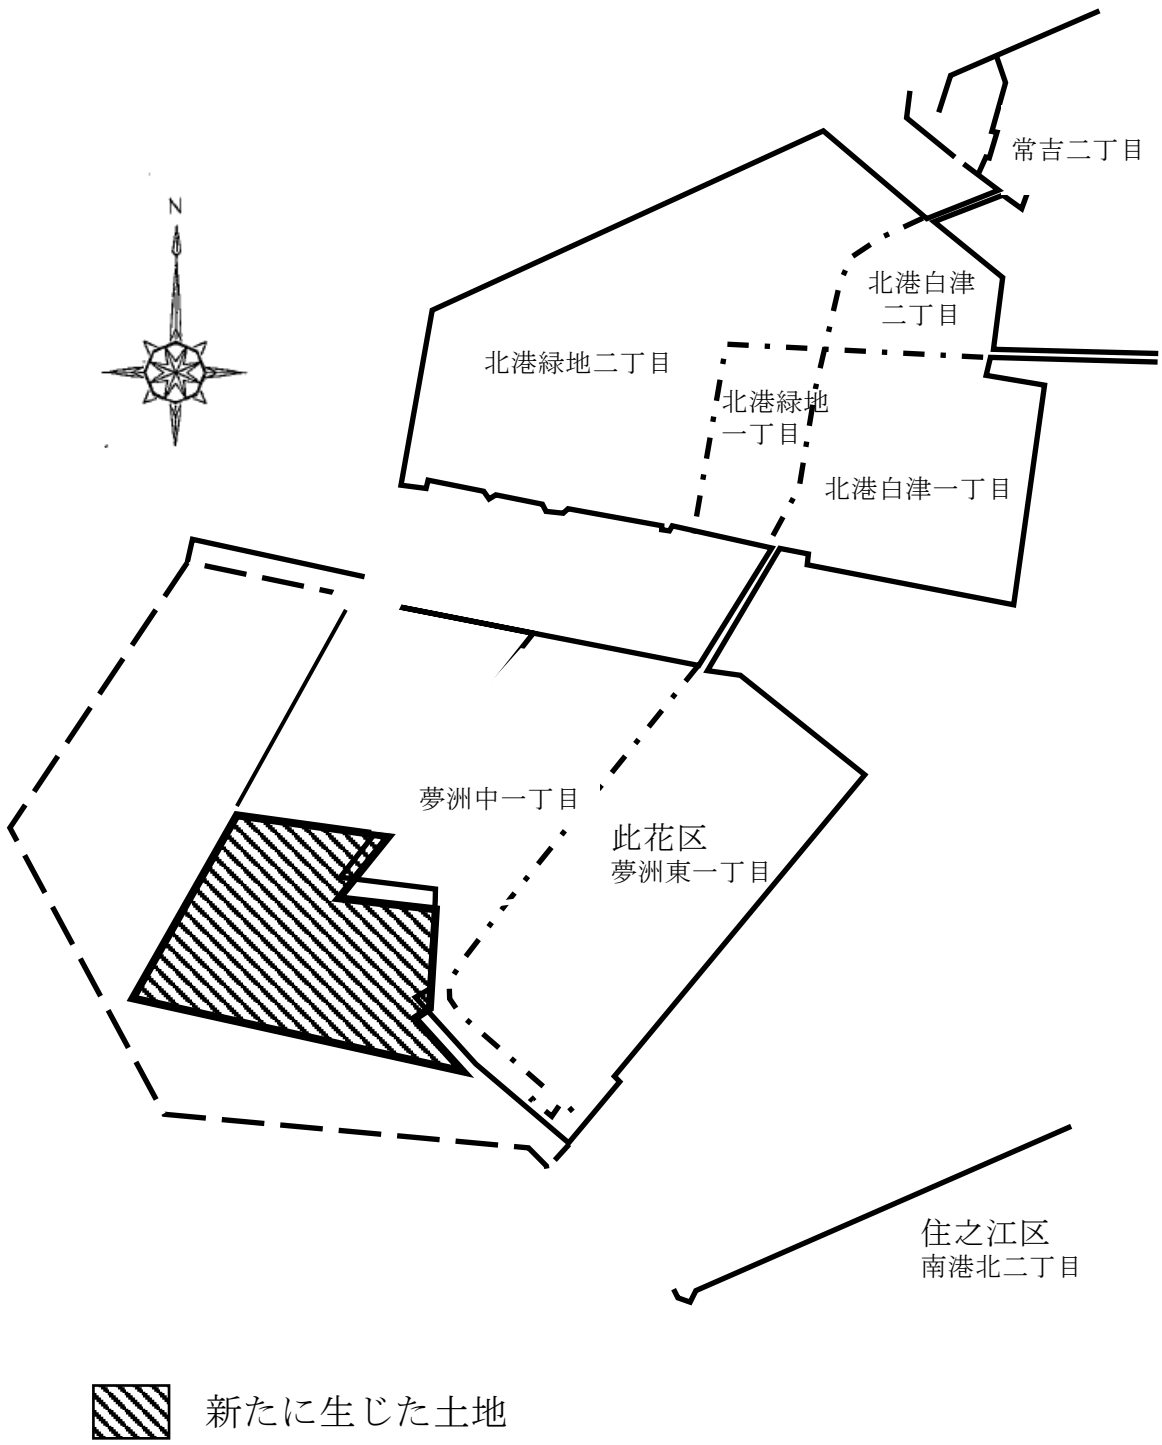 常吉二丁目
N
北港白津
二丁目
北港緑地二丁目
北港緑地
一丁目
北港白津一丁目
夢洲中一丁目
此花区
夢洲東一丁目
住之江区
南港北二丁目
新たに生じた土地